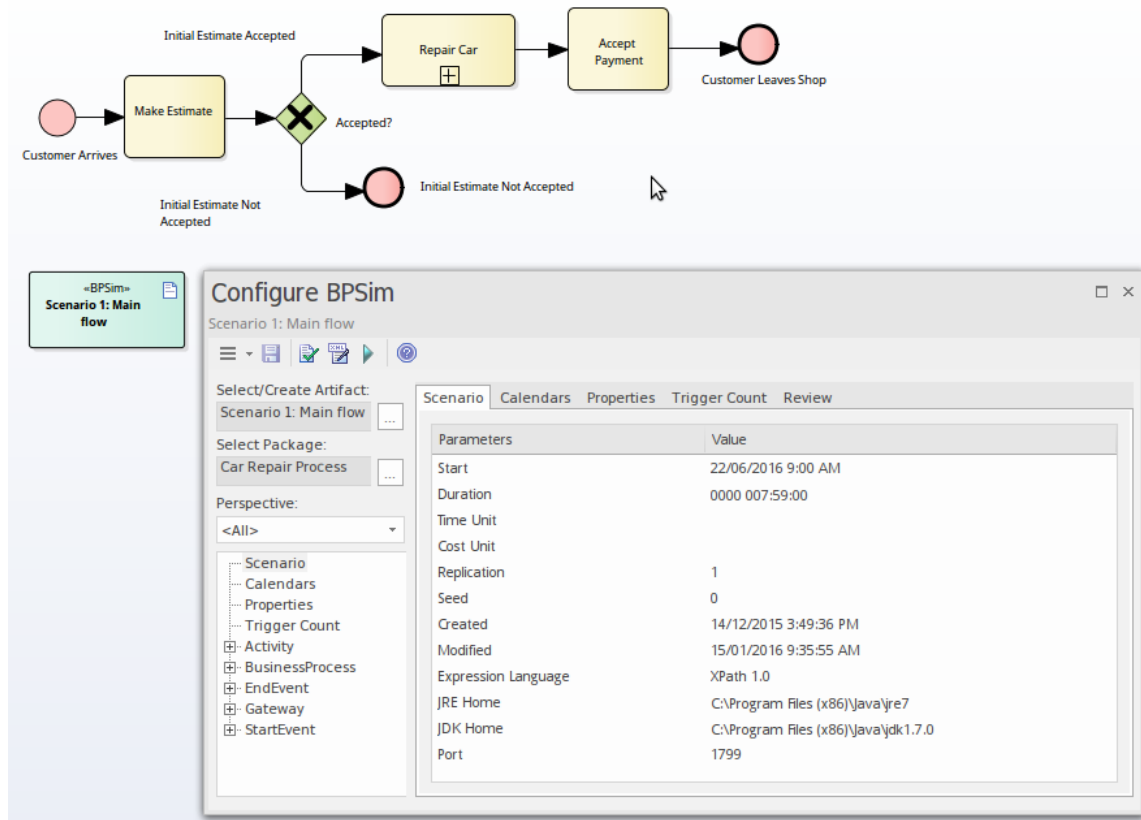 Initial Estimate Accepted
Repair Car
Accept
Payment
Customer Leaves Shop
Make Estimate
Accepted?
Customer Arrives
Initial Estimate Not Accepted
Initial Estimate Not
Accepted
«BPSim»
Scenario 1: Main
flow
Configure BPSim
Scenario 1: Main flow
Select/Create Artifact:
Scenario 1: Main flow
...
Select Package:
Car Repair Process
...
Perspective:
<All>
Scenario
Calendars
Properties
Trigger Count
Activity
BusinessProcess
EndEvent
Gateway
StartEvent
Scenario Calendars Properties Trigger Count Review
Parameters Value
Start 22/06/2016 9:00 AM
Duration 0000 007:59:00
Time Unit
Cost Unit
Replication 1
Seed 0
Created 14/12/2015 3:49:36 PM
Modified 15/01/2016 9:35:55 AM
Expression Language XPath 1.0
JRE Home C:\Program Files (x86)\Java\jre7
JDK Home C:\Program Files (x86)\Java\jdk1.7.0
Port 1799